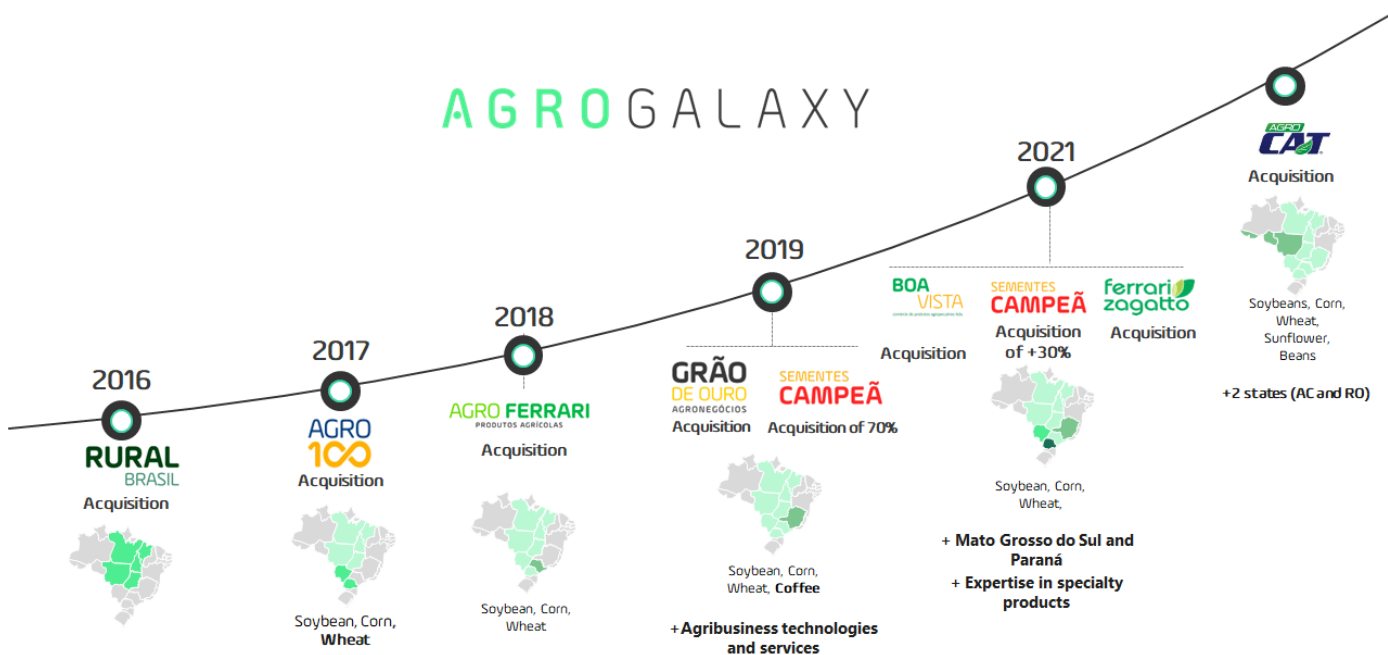 AGROGALAXY
2016
RURAL
BRASIL
Acquisition
2017
AGRO
100
Acquisition
Soybean, Corn,
Wheat
2018
AGRO FERRARI
PRODUTOS AGRÍCOLAS
Acquisition
Soybean, Corn,
Wheat
2019
GRÃO
DE OURO
AGRONEGÓCIOS
Acquisition
SEMENTES
CAMPEÃ
Acquisition of 70%
Soybean, Corn,
Wheat, Coffee
+Agribusiness technologies
and services
2021
BOA
VISTA
Acquisition
SEMENTES
CAMPEÃ
Acquisition
of +30%
ferrari
zagatto
Acquisition
Soybean, Corn,
Wheat,
+ Mato Grosso do Sul and
Paraná
+ Expertise in specialty
products
AGRO
CAT
Acquisition
Soybeans, Corn,
Wheat,
Sunflower,
Beans
+2 states (AC and RO)